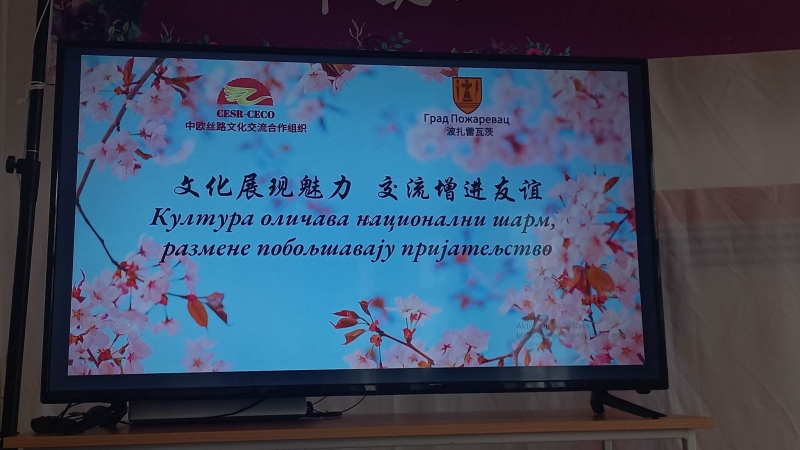 CESR-CECO
中欧丝路文化交流合作组织
Град Пожаревац
波扎雷瓦茨
文化展现魅力 交流增进友谊
Култура оличава национални шарм,
размене побољшавају пријатељство